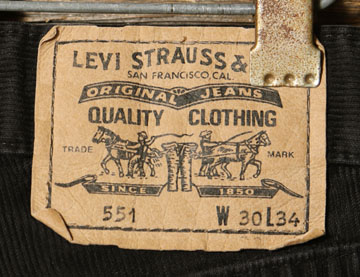 LEVI STRAUSS &
SAN FRANCISCO, CAL.
ORIGINAL JEANS
QUALITY CLOTHING
TRADE MARK
SINCE 1850
551 W 30 L 34